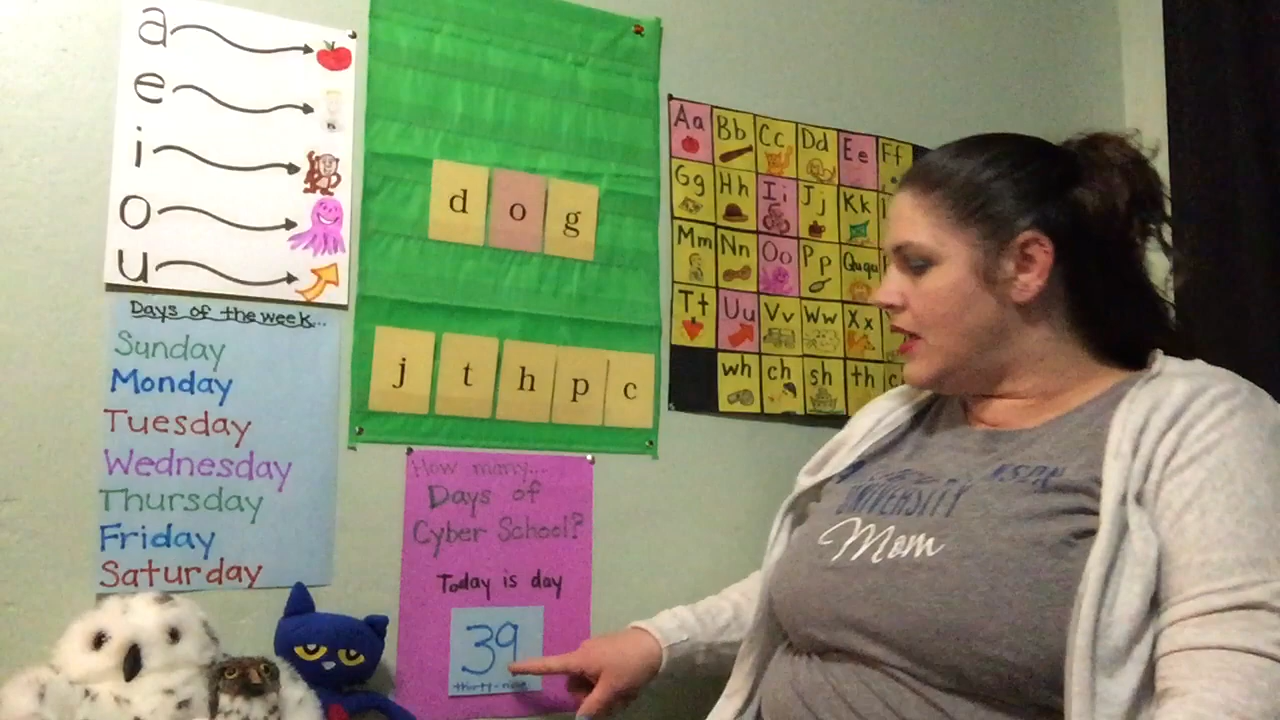 a
e
i
o
u
Days of the week...
Sunday
Monday
Tuesday
Wednesday
Thursday
Friday
Saturday
d o g
j t h p c
How many...
Days of
Cyber School?
Today is day
39
thirty-nine
Aa Bb Cc Dd Ee Ff
Gg Hh Ii Jj Kk
Mm Nn Oo Pp Ququ
Tt Uu Vv Ww Xx
wh ch sh th
UNIVERSITY
Mom